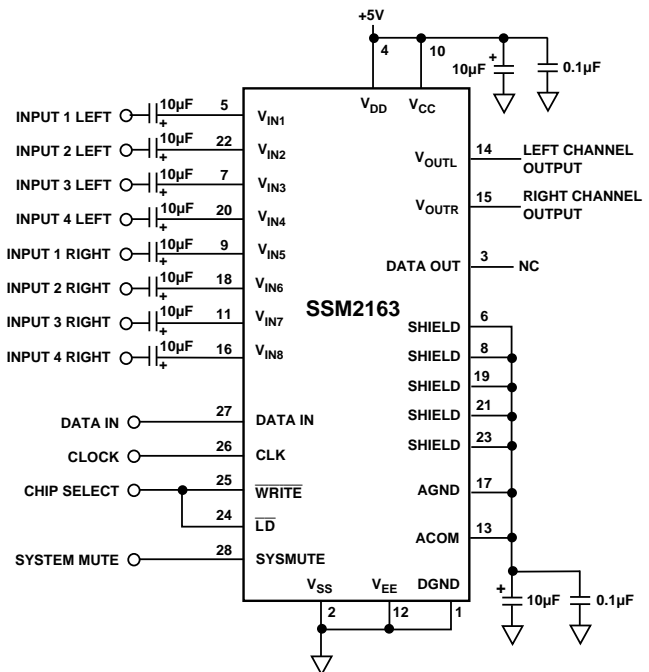 +5V
4 10
10µF + 0.1µF
VDD VCC
INPUT 1 LEFT 10µF + 5 VIN1
INPUT 2 LEFT 10µF + 22 VIN2
INPUT 3 LEFT 10µF + 7 VIN3
INPUT 4 LEFT 10µF + 20 VIN4
INPUT 1 RIGHT 10µF + 9 VIN5
INPUT 2 RIGHT 10µF + 18 VIN6
INPUT 3 RIGHT 10µF + 11 VIN7
INPUT 4 RIGHT 10µF + 16 VIN8
DATA IN 27 DATA IN
CLOCK 26 CLK
CHIP SELECT 25 WRITE
24 LD
SYSTEM MUTE 28 SYSMUTE
SSM2163
VOUTL 14 LEFT CHANNEL
OUTPUT
VOUTR 15 RIGHT CHANNEL
OUTPUT
DATA OUT 3 NC
SHIELD 6
SHIELD 8
SHIELD 19
SHIELD 21
SHIELD 23
AGND 17
ACOM 13
VSS VEE DGND
2 12 1
+ 10µF 0.1µF